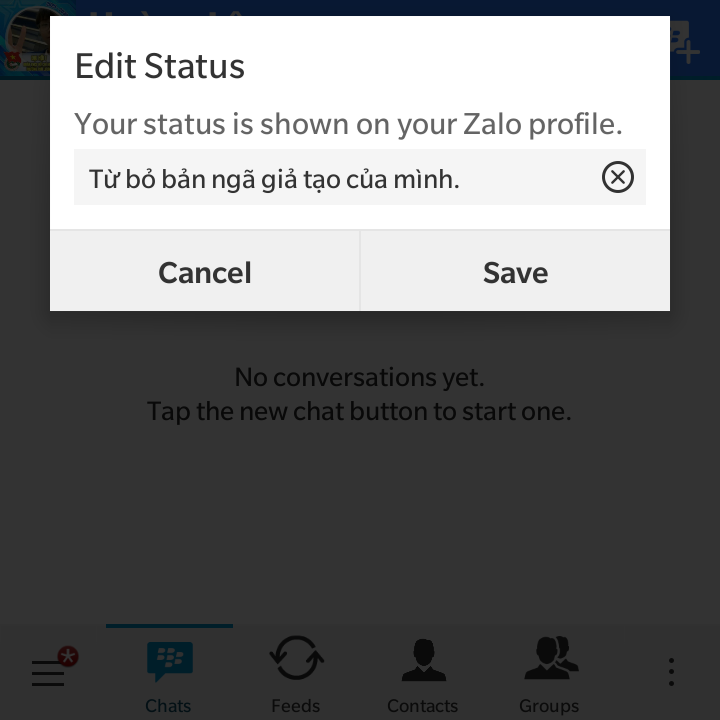 Edit Status
Your status is shown on your Zalo profile.
Từ bỏ bản ngã giả tạo của mình.
Cancel
Save
No conversations yet.
Tap the new chat button to start one.
Chats
Feeds
Contacts
Groups